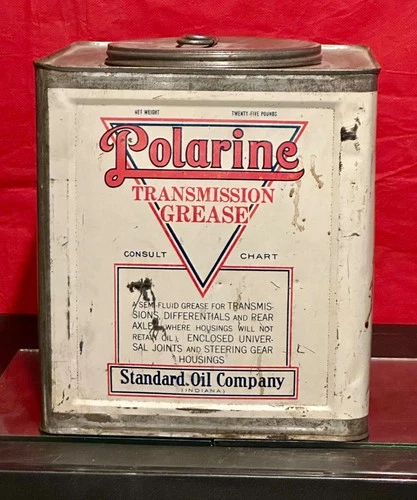 NET WEIGHT TWENTY-FIVE POUNDS
Polarine
TRANSMISSION
GREASE
CONSULT CHART
A SEMI-FLUID GREASE FOR TRANSMIS-
SIONS, DIFFERENTIALS AND REAR
AXLES (WHERE HOUSINGS WILL NOT
RETAIN OIL), ENCLOSED UNIVER-
SAL JOINTS AND STEERING GEAR
HOUSINGS
Standard Oil Company
(INDIANA)